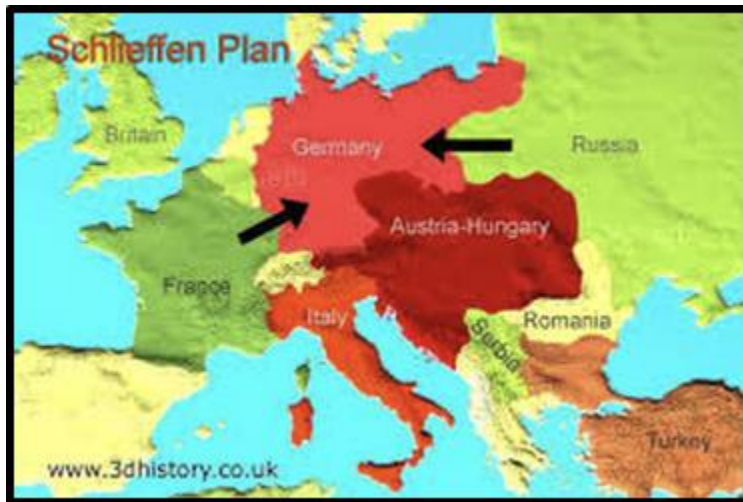 Schlieffen Plan
Britain
Germany
Russia
Austria-Hungary
France
Italy
Romania
Serbia
Turkey
www.3dhistory.co.uk